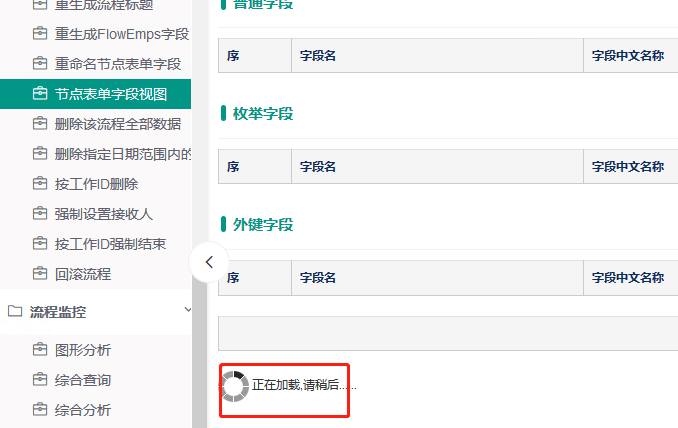 重生成流程标题
重生成FlowEmps字段
重命名节点表单字段
节点表单字段视图
删除该流程全部数据
删除指定日期范围内的
按工作ID删除
强制设置接收人
按工作ID强制结束
回滚流程
流程监控
图形分析
综合查询
综合分析
普通字段
序 字段名 字段中文名称
枚举字段
序 字段名 字段中文名称
外键字段
序 字段名 字段中文名称
正在加载,请稍后......